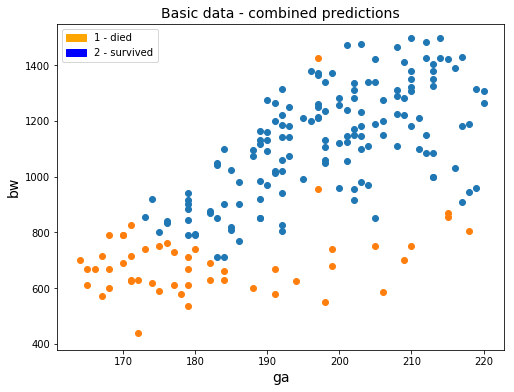 Basic data - combined predictions
1 - died
2 - survived
bw
1400
1200
1000
800
600
400
170 180 190 200 210 220
ga